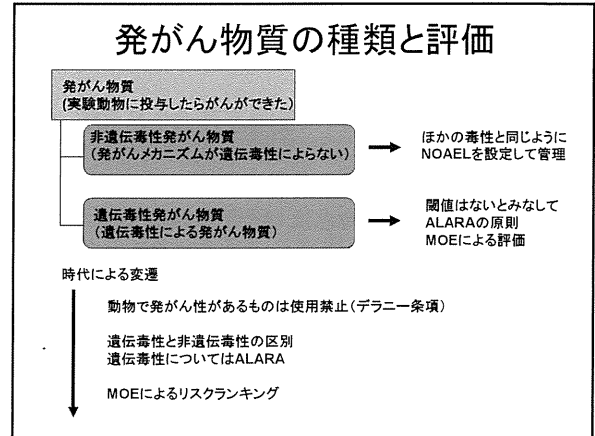 発がん物質の種類と評価
発がん物質
(実験動物に投与したらがんができた)
非遺伝毒性発がん物質
(発がんメカニズムが遺伝毒性によらない)
ほかの毒性と同じように
NOAELを設定して管理
遺伝毒性発がん物質
(遺伝毒性による発がん物質)
閾値はないとみなして
ALARAの原則
MOEによる評価
時代による変遷
動物で発がん性があるものは使用禁止(デラニー条項)
遺伝毒性と非遺伝毒性の区別
遺伝毒性についてはALARA
MOEによるリスクランキング